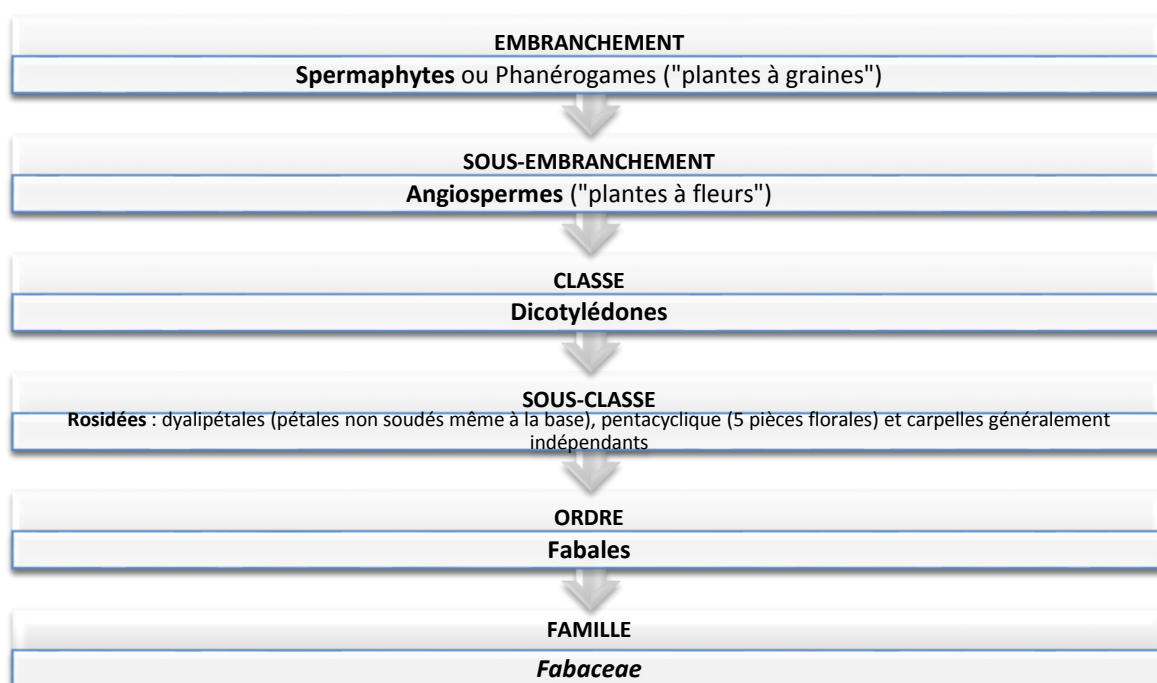 EMBRANCHEMENT
Spermaphytes ou Phanérogames ("plantes à graines")
SOUS-EMBRANCHEMENT
Angiospermes ("plantes à fleurs")
CLASSE
Dicotylédones
SOUS-CLASSE
Rosidées : dyalipétales (pétales non soudés même à la base), pentacyclique (5 pièces florales) et carpelles généralement
indépendants
ORDRE
Fabales
FAMILLE
Fabaceae